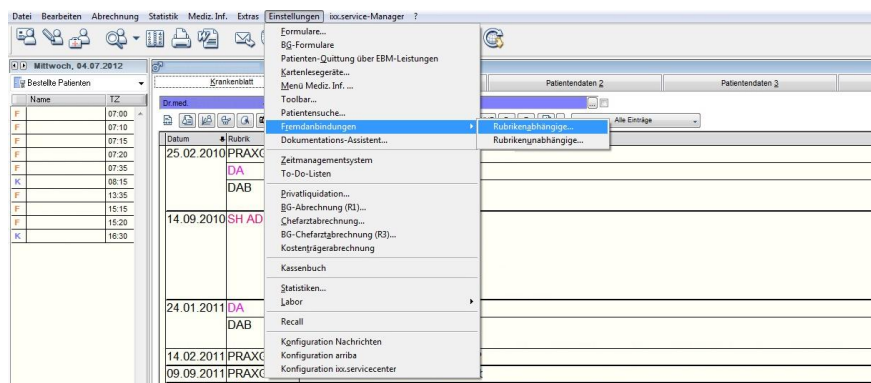 Datei Bearbeiten Abrechnung Statistik Mediz. Inf. Extras Einstellungen ixx.service-Manager ?
Mittwoch, 04.07.2012
Bestellte Patienten
Name TZ
F 07:00
F 07:10
F 07:15
F 07:20
F 07:35
K 08:15
F 13:35
F 15:15
F 15:20
K 16:30
Krankenblatt
Patientendaten 2
Patientendaten 3
Dr.med.
Alle Einträge
Datum Rubrik
25.02.2010 PRAXG
DA
DAB
14.09.2010 SH AD
24.01.2011 DA
DAB
14.02.2011 PRAXG
09.09.2011 PRAXG
Formulare...
BG-Formulare
Patienten-Quittung über EBM-Leistungen
Kartenlesegeräte...
Menü Mediz. Inf. ...
Toolbar...
Patientensuche...
Fremdanbindungen
Dokumentations-Assistent...
Zeitmanagementsystem
To-Do-Listen
Privatliquidation...
BG-Abrechnung (R1)...
Chefarztabrechnung...
BG-Chefarztabrechnung (R3)...
Kostenträgerabrechnung
Kassenbuch
Statistiken...
Labor
Recall
Konfiguration Nachrichten
Konfiguration arriba
Konfiguration ixx.servicecenter
Rubrikenabhängige...
Rubrikenunabhängige...